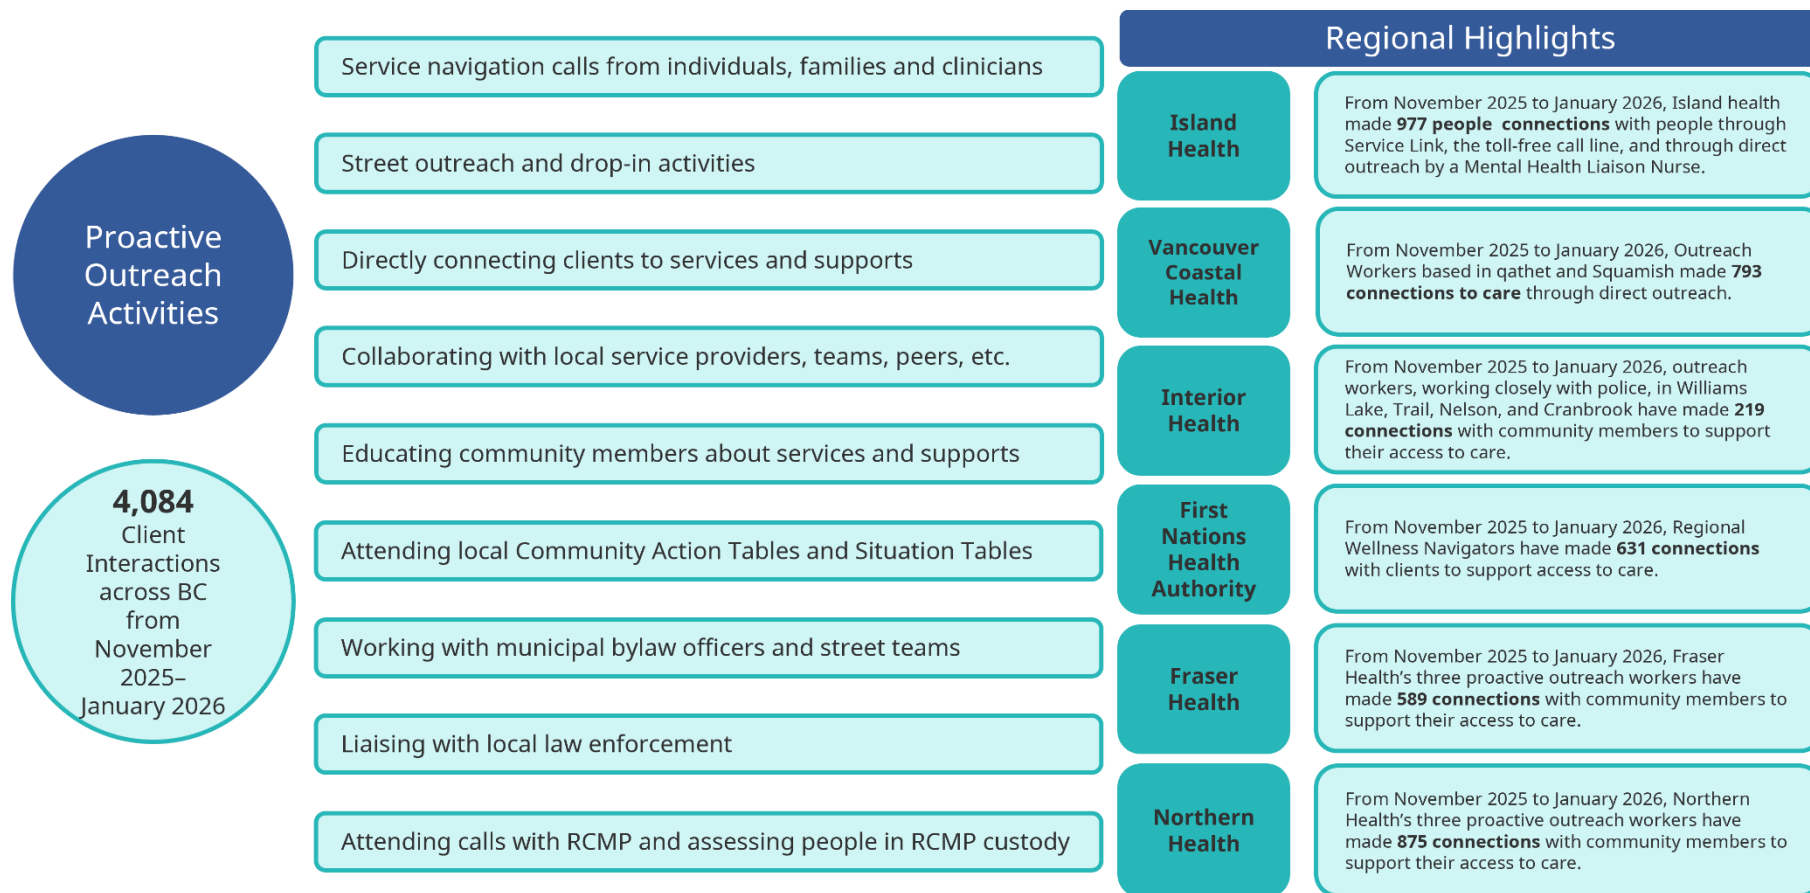 Proactive
Outreach
Activities
4,084
Client
Interactions
across BC
from
November
2025–
January 2026
Service navigation calls from individuals, families and clinicians
Street outreach and drop-in activities
Directly connecting clients to services and supports
Collaborating with local service providers, teams, peers, etc.
Educating community members about services and supports
Attending local Community Action Tables and Situation Tables
Working with municipal bylaw officers and street teams
Liaising with local law enforcement
Attending calls with RCMP and assessing people in RCMP custody
Regional Highlights
Island
Health
From November 2025 to January 2026, Island health
made 977 people connections with people through
Service Link, the toll-free call line, and through direct
outreach by a Mental Health Liaison Nurse.
Vancouver
Coastal
Health
From November 2025 to January 2026, Outreach
Workers based in qathet and Squamish made 793
connections to care through direct outreach.
Interior
Health
From November 2025 to January 2026, outreach
workers, working closely with police, in Williams
Lake, Trail, Nelson, and Cranbrook have made 219
connections with community members to support
their access to care.
First
Nations
Health
Authority
From November 2025 to January 2026, Regional
Wellness Navigators have made 631 connections
with clients to support access to care.
Fraser
Health
From November 2025 to January 2026, Fraser
Health’s three proactive outreach workers have
made 589 connections with community members to
support their access to care.
Northern
Health
From November 2025 to January 2026, Northern
Health’s three proactive outreach workers have
made 875 connections with community members to
support their access to care.